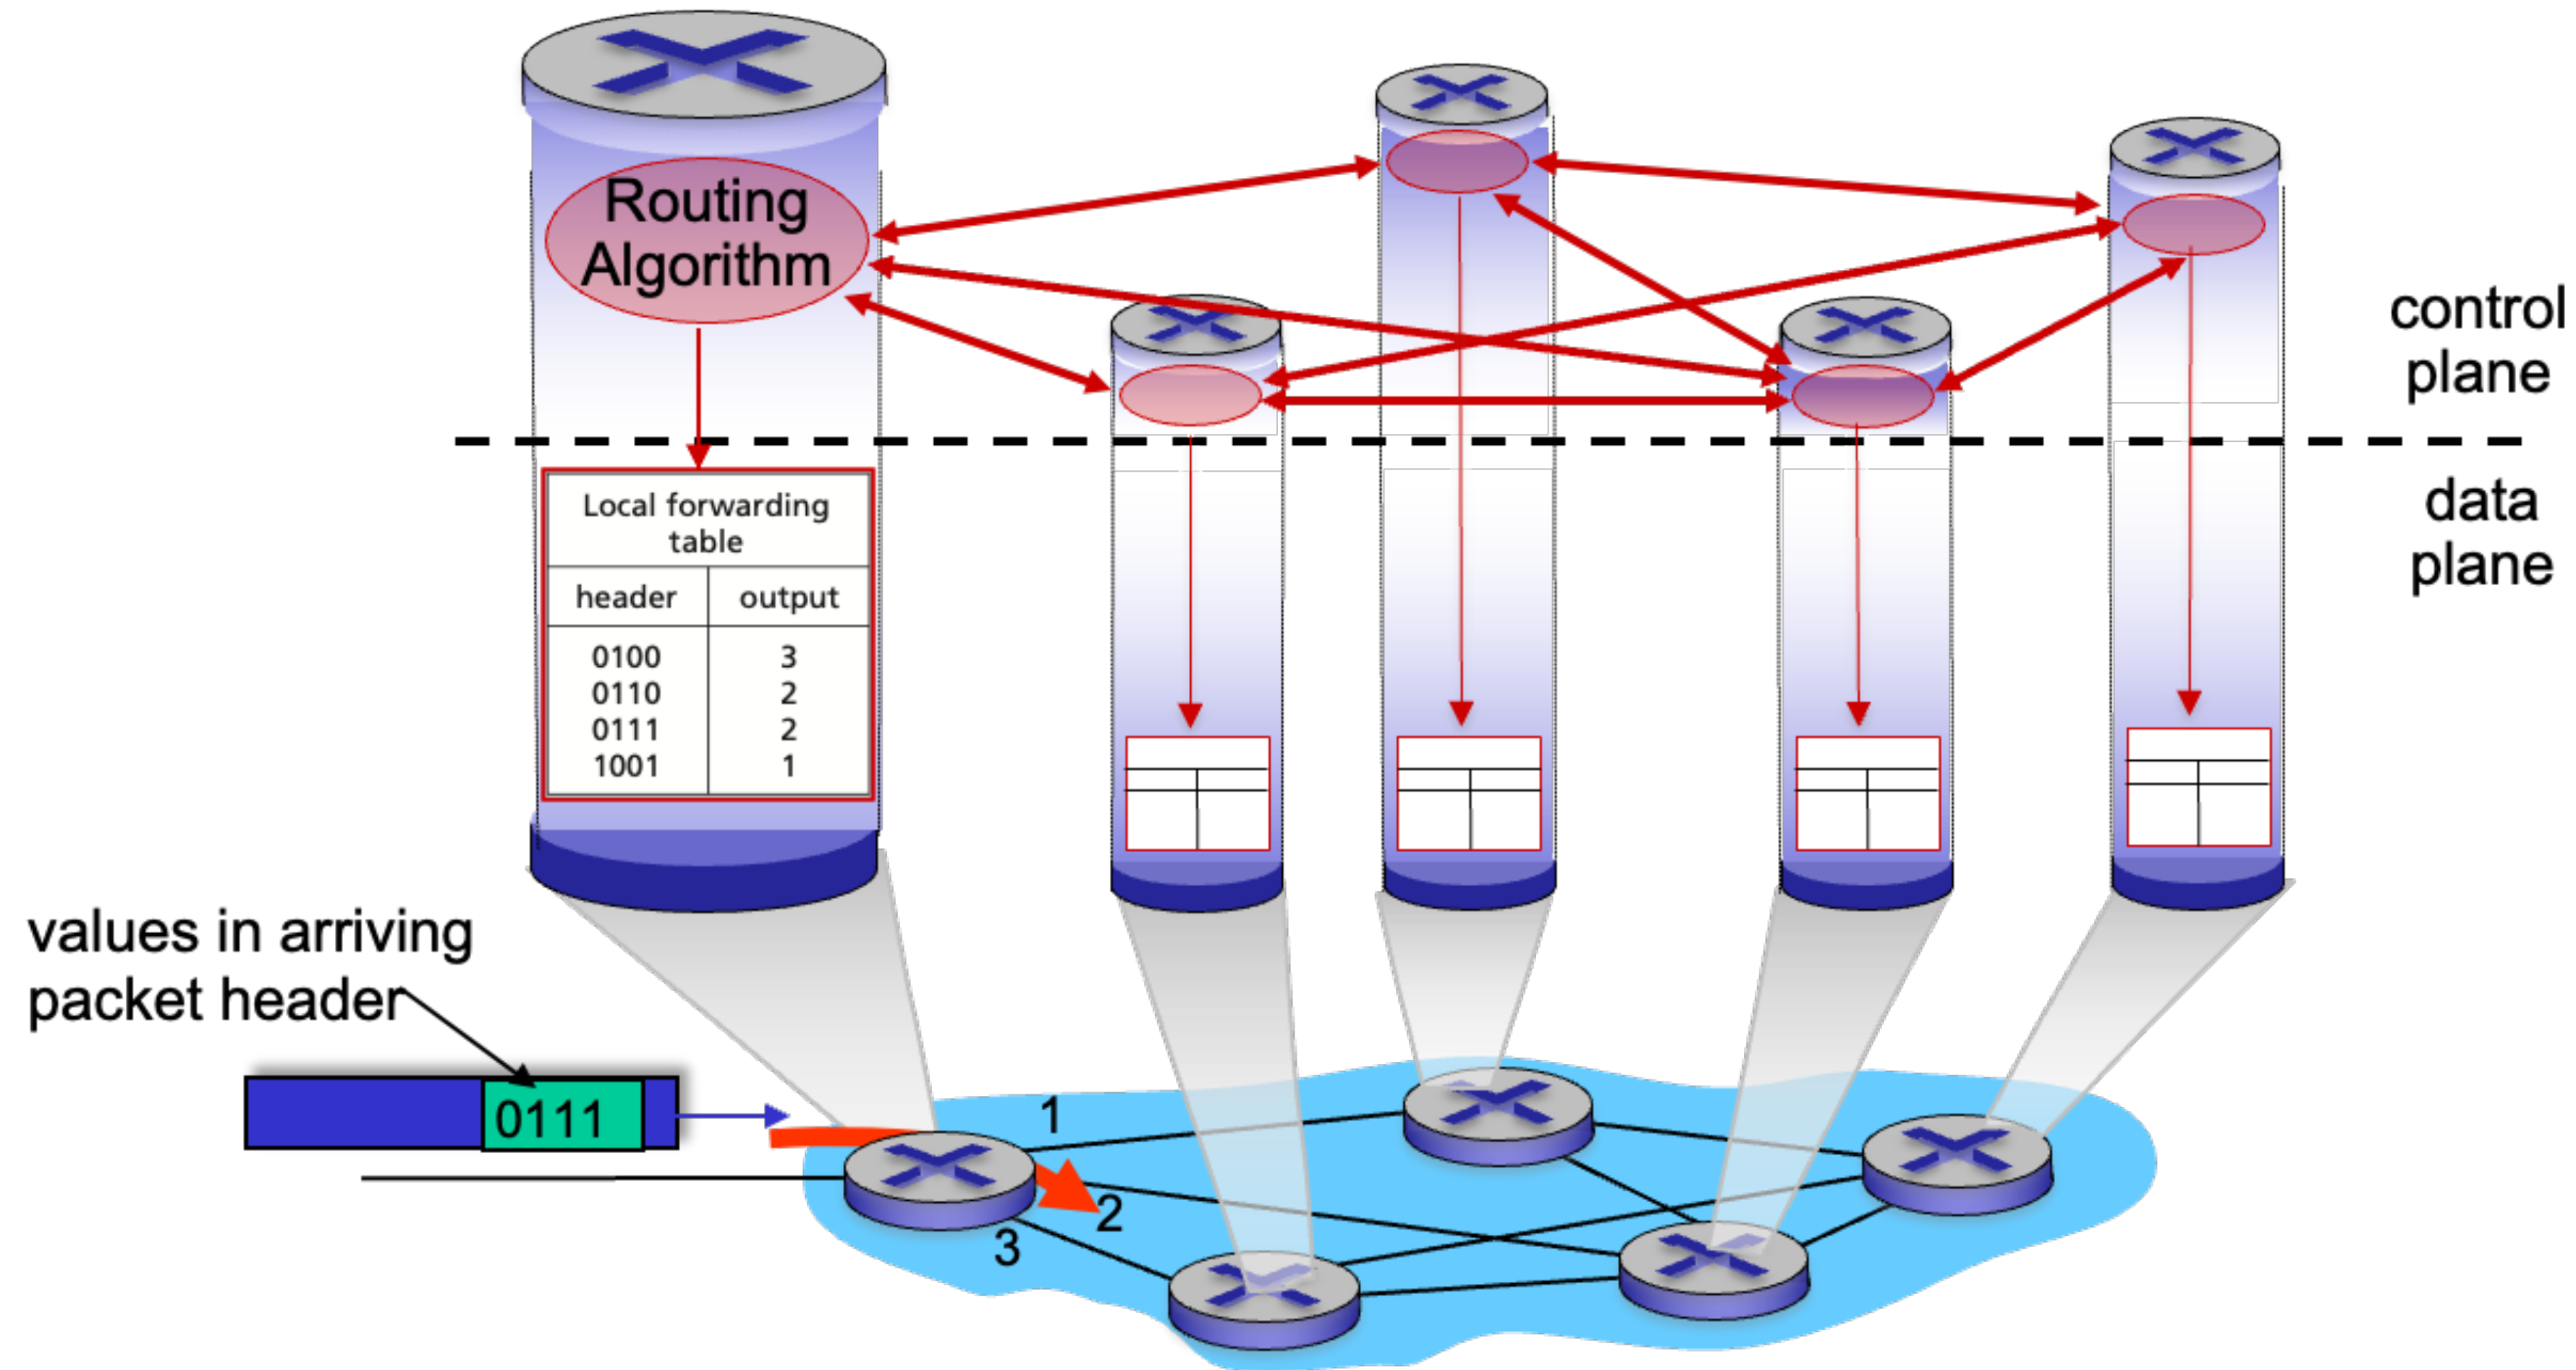 Routing
Algorithm
control
plane
data
plane
Local forwarding
table
header output
0100 3
0110 2
0111 2
1001 1
values in arriving
packet header
0111
1
2
3